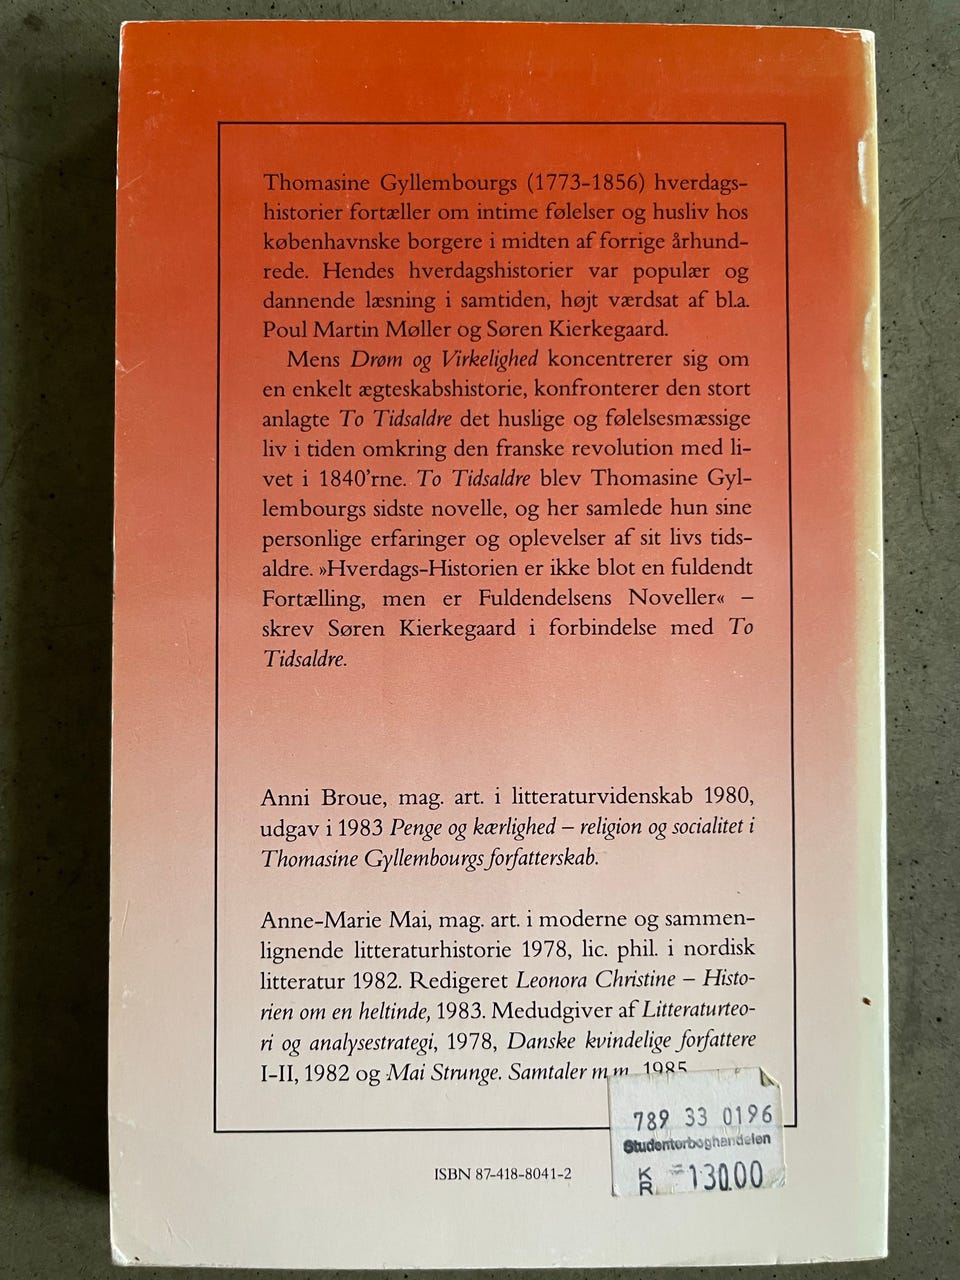 Thomasine Gyllembourgs (1773-1856) hverdags-
historier fortæller om intime følelser og husliv hos
københavnske borgere i midten af forrige århund-
rede. Hendes hverdagshistorier var populær og
dannende læsning i samtiden, højt værdsat af bl.a.
Poul Martin Møller og Søren Kierkegaard.
Mens Drøm og Virkelighed koncentrerer sig om
en enkelt ægteskabshistorie, konfronterer den stort
anlagte To Tidsaldre det huslige og følelsesmæssige
liv i tiden omkring den franske revolution med li-
vet i 1840'rne. To Tidsaldre blev Thomasine Gyl-
lembourgs sidste novelle, og her samlede hun sine
personlige erfaringer og oplevelser af sit livs tids-
aldre. »Hverdags-Historien er ikke blot en fuldendt
Fortælling, men er Fuldendelsens Noveller« –
skrev Søren Kierkegaard i forbindelse med To
Tidsaldre.
Anni Broue, mag. art. i litteraturvidenskab 1980,
udgav i 1983 Penge og kærlighed – religion og socialitet i
Thomasine Gyllembourgs forfatterskab.
Anne-Marie Mai, mag. art. i moderne og sammen-
lignende litteraturhistorie 1978, lic. phil. i nordisk
litteratur 1982. Redigeret Leonora Christine – Histo-
rien om en heltinde, 1983. Medudgiver af Litteraturteo-
ri og analysestrategi, 1978, Danske kvindelige forfattere
I-II, 1982 og Mai Strunge. Samtaler m.m. 1985
789 33 0196
Studenterboghandelen
KR = 130.00
ISBN 87-418-8041-2